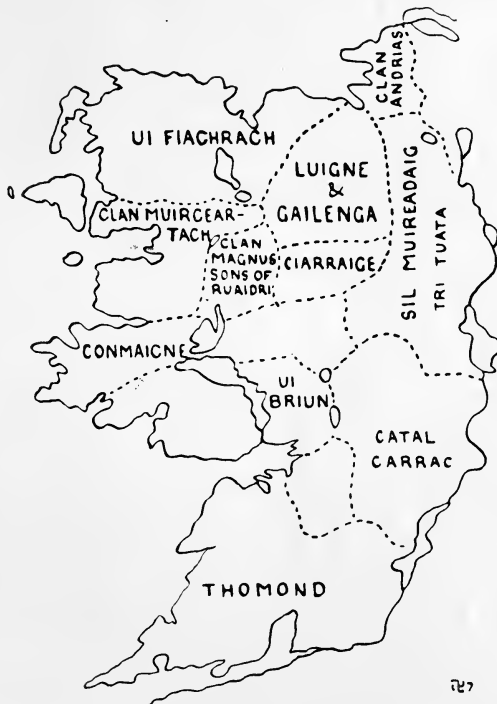 CLAN
ANDRIAS
UI FIACHRACH
LUIGNE
&
GAILENGA
SIL MUIREADAIG
TRI TUATA
CLAN MUIRCEAR-
TACH
CLAN
MAGNUS
SONS OF
RUAIDRI
CIARRAIGE
CONMAICNE
UI
BRIUN
CATAL
CARRAC
THOMOND